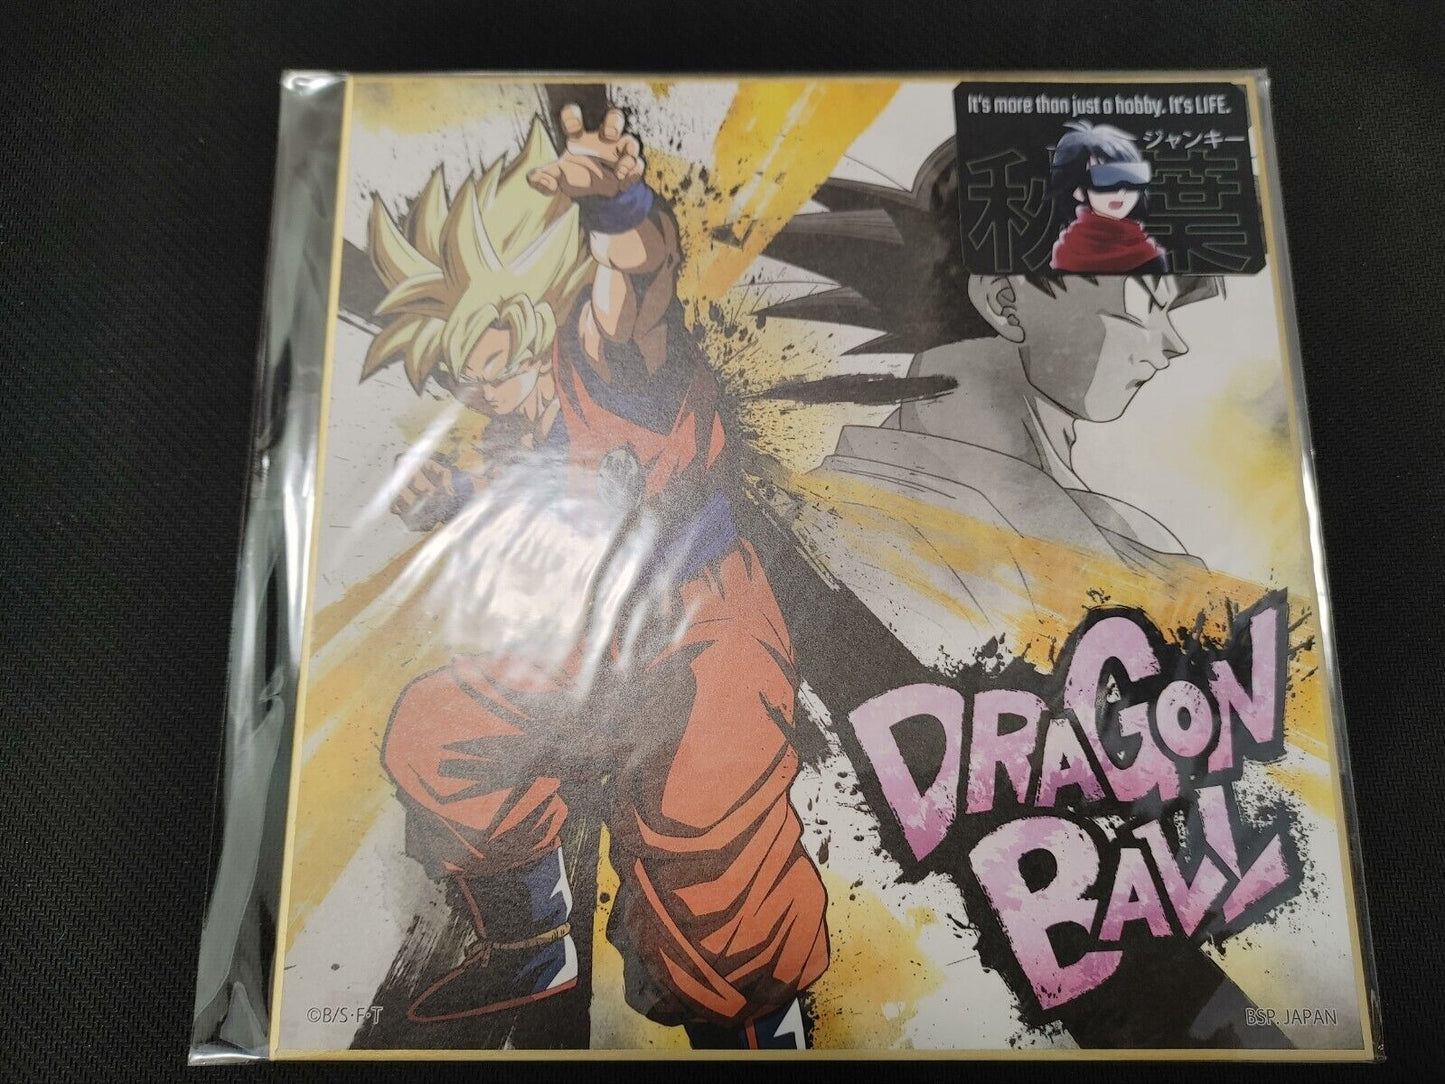 It's more than just a hobby. It's LIFE.
ジャンキー
秋葉
DRAGON
BALL
©B/S・F・T
BSP. JAPAN